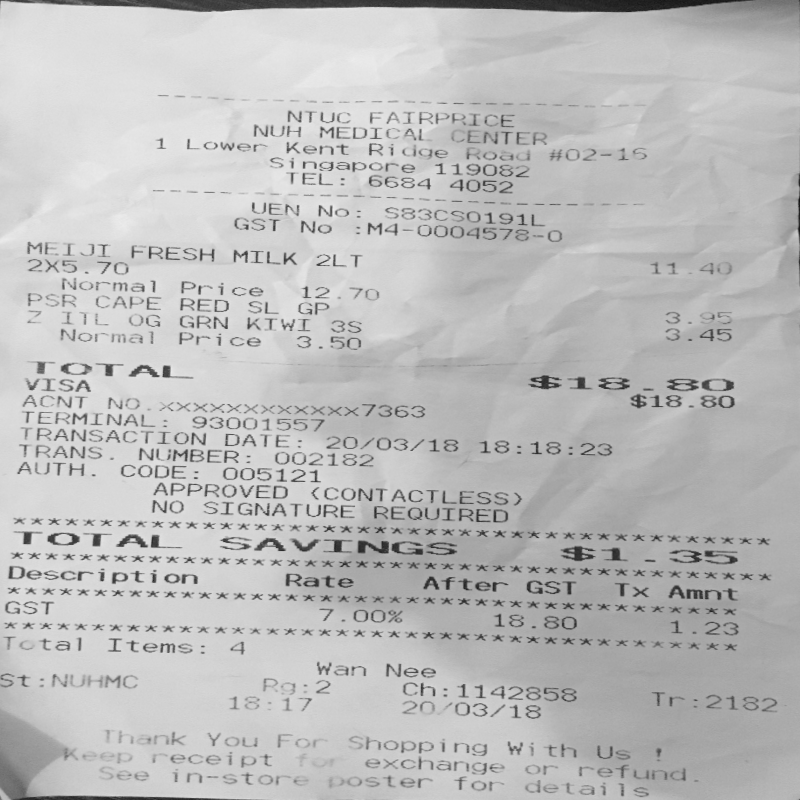 NTUC FAIRPRICE
NUH MEDICAL CENTER
1 Lower Kent Ridge Road #02-16
Singapore 119082
TEL: 6684 4052
UEN No: S83CS0191L
GST No :M4-0004578-0
MEIJI FRESH MILK 2LT
2X5.70 11.40
Normal Price 12.70
PSR CAPE RED SL GP 3.95
Z ITL OG GRN KIWI 3S 3.45
Normal Price 3.50
TOTAL $18.80
VISA $18.80
ACNT NO.xxxxxxxxxxxx7363
TERMINAL: 93001557
TRANSACTION DATE: 20/03/18 18:18:23
TRANS. NUMBER: 002182
AUTH. CODE: 005121
APPROVED (CONTACTLESS)
NO SIGNATURE REQUIRED
********************************************
TOTAL SAVINGS $1.35
********************************************
Description Rate After GST Tx Amnt
******************************************
GST 7.00% 18.80 1.23
******************************************
Total Items: 4
Wan Nee
St:NUHMC Rg:2 Ch:1142858 Tr:2182
18:17 20/03/18
Thank You For Shopping With Us !
Keep receipt for exchange or refund.
See in-store poster for details